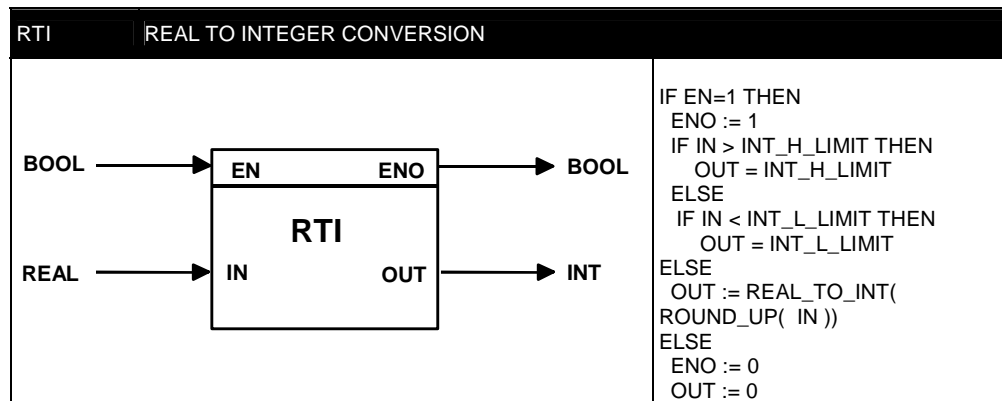 RTI REAL TO INTEGER CONVERSION
BOOL EN ENO BOOL
RTI
REAL IN OUT INT
IF EN=1 THEN
ENO := 1
IF IN > INT_H_LIMIT THEN
OUT = INT_H_LIMIT
ELSE
IF IN < INT_L_LIMIT THEN
OUT = INT_L_LIMIT
ELSE
OUT := REAL_TO_INT(
ROUND_UP( IN ))
ELSE
ENO := 0
OUT := 0